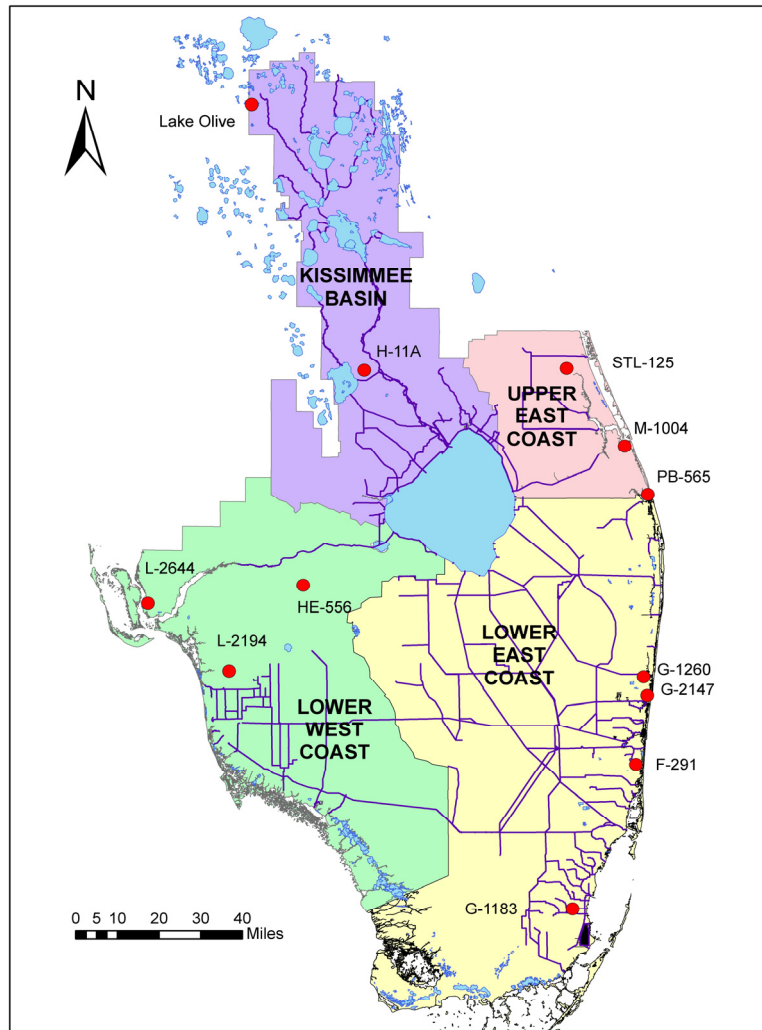 N
Lake Olive
KISSIMMEE
BASIN
H-11A
STL-125
UPPER
EAST
COAST
M-1004
PB-565
L-2644
HE-556
L-2194
LOWER
EAST
COAST
G-1260
G-2147
LOWER
WEST
COAST
F-291
G-1183
0 5 10 20 30 40
Miles